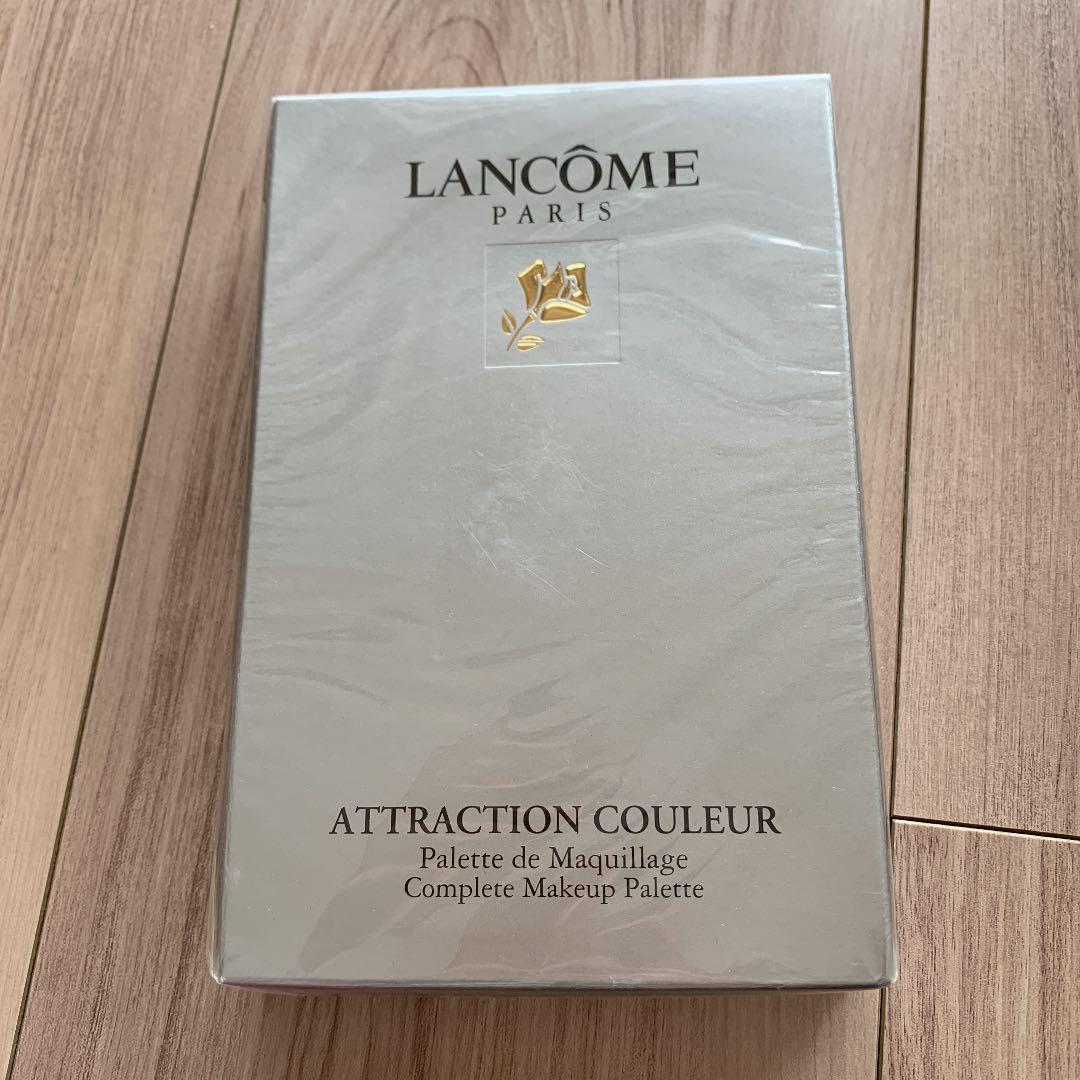 LANCÔME
PARIS
ATTRACTION COULEUR
Palette de Maquillage
Complete Makeup Palette